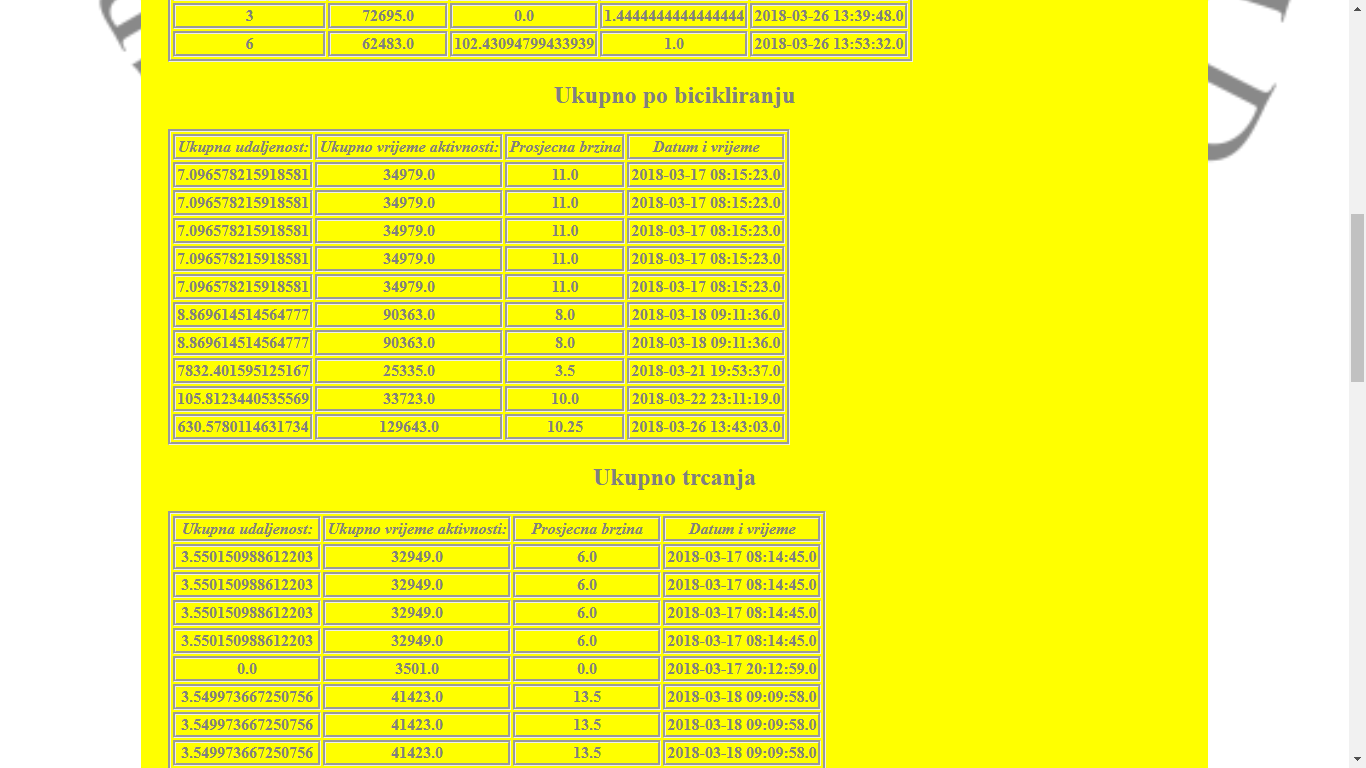 3 72695.0 0.0 1.4444444444444444 2018-03-26 13:39:48.0
6 62483.0 102.43094799433939 1.0 2018-03-26 13:53:32.0
Ukupno po bicikliranju
Ukupna udaljenost: Ukupno vrijeme aktivnosti: Prosjecna brzina Datum i vrijeme
7.096578215918581 34979.0 11.0 2018-03-17 08:15:23.0
7.096578215918581 34979.0 11.0 2018-03-17 08:15:23.0
7.096578215918581 34979.0 11.0 2018-03-17 08:15:23.0
7.096578215918581 34979.0 11.0 2018-03-17 08:15:23.0
7.096578215918581 34979.0 11.0 2018-03-17 08:15:23.0
8.869614514564777 90363.0 8.0 2018-03-18 09:11:36.0
8.869614514564777 90363.0 8.0 2018-03-18 09:11:36.0
7832.401595125167 25335.0 3.5 2018-03-21 19:53:37.0
105.8123440535569 33723.0 10.0 2018-03-22 23:11:19.0
630.5780114631734 129643.0 10.25 2018-03-26 13:43:03.0
Ukupno trcanja
Ukupna udaljenost: Ukupno vrijeme aktivnosti: Prosjecna brzina Datum i vrijeme
3.550150988612203 32949.0 6.0 2018-03-17 08:14:45.0
3.550150988612203 32949.0 6.0 2018-03-17 08:14:45.0
3.550150988612203 32949.0 6.0 2018-03-17 08:14:45.0
3.550150988612203 32949.0 6.0 2018-03-17 08:14:45.0
0.0 3501.0 0.0 2018-03-17 20:12:59.0
3.549973667250756 41423.0 13.5 2018-03-18 09:09:58.0
3.549973667250756 41423.0 13.5 2018-03-18 09:09:58.0
3.549973667250756 41423.0 13.5 2018-03-18 09:09:58.0